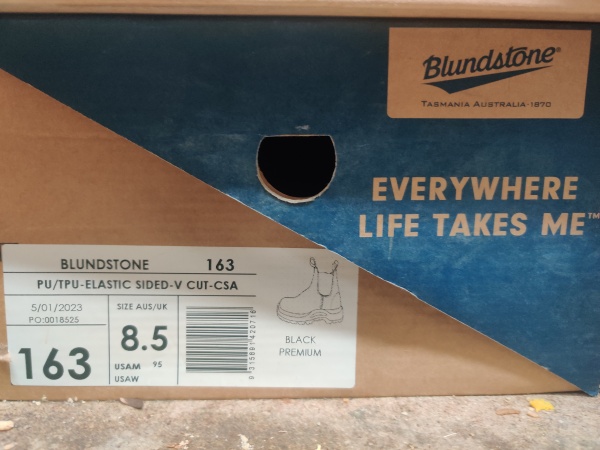 Blundstone®
TASMANIA AUSTRALIA·1870
EVERYWHERE
LIFE TAKES ME™
BLUNDSTONE 163
PU/TPU-ELASTIC SIDED-V CUT-CSA
5/01/2023
PO:0018525
163
SIZE AUS/UK
8.5
USAM 95
USAW
BLACK
PREMIUM